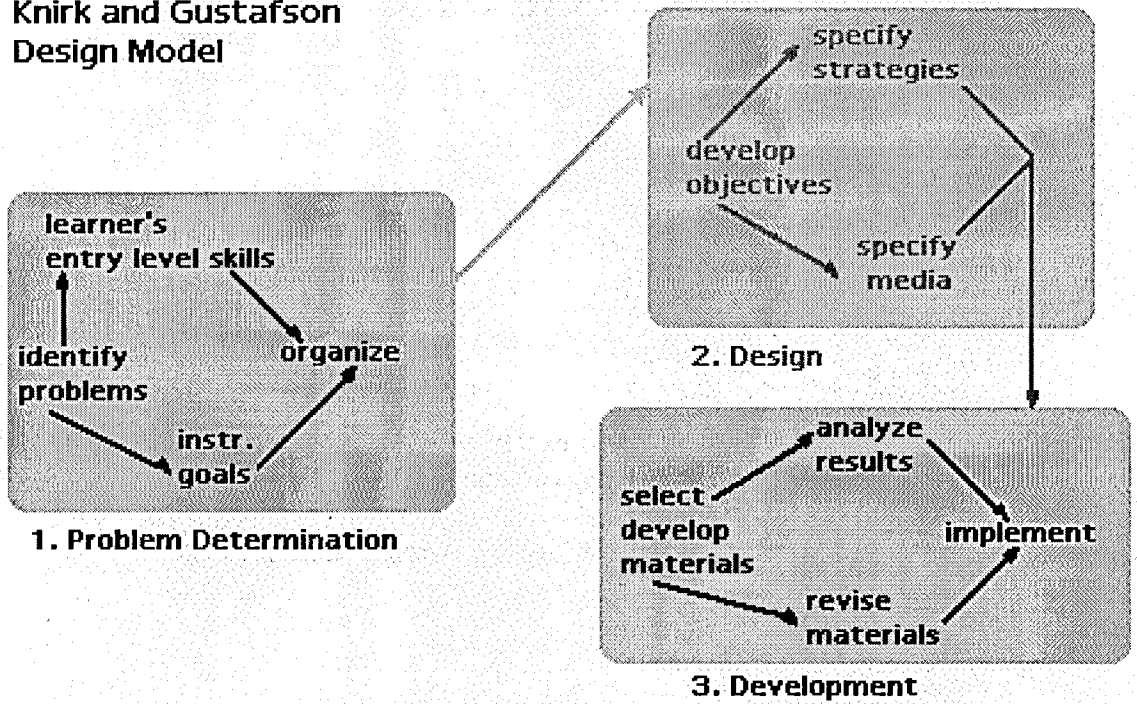 Knirk and Gustafson
Design Model
learner's
entry level skills
identify
problems
organize
instr.
goals
1. Problem Determination
specify
strategies
develop
objectives
specify
media
2. Design
analyze
results
select
develop
materials
implement
revise
materials
3. Development